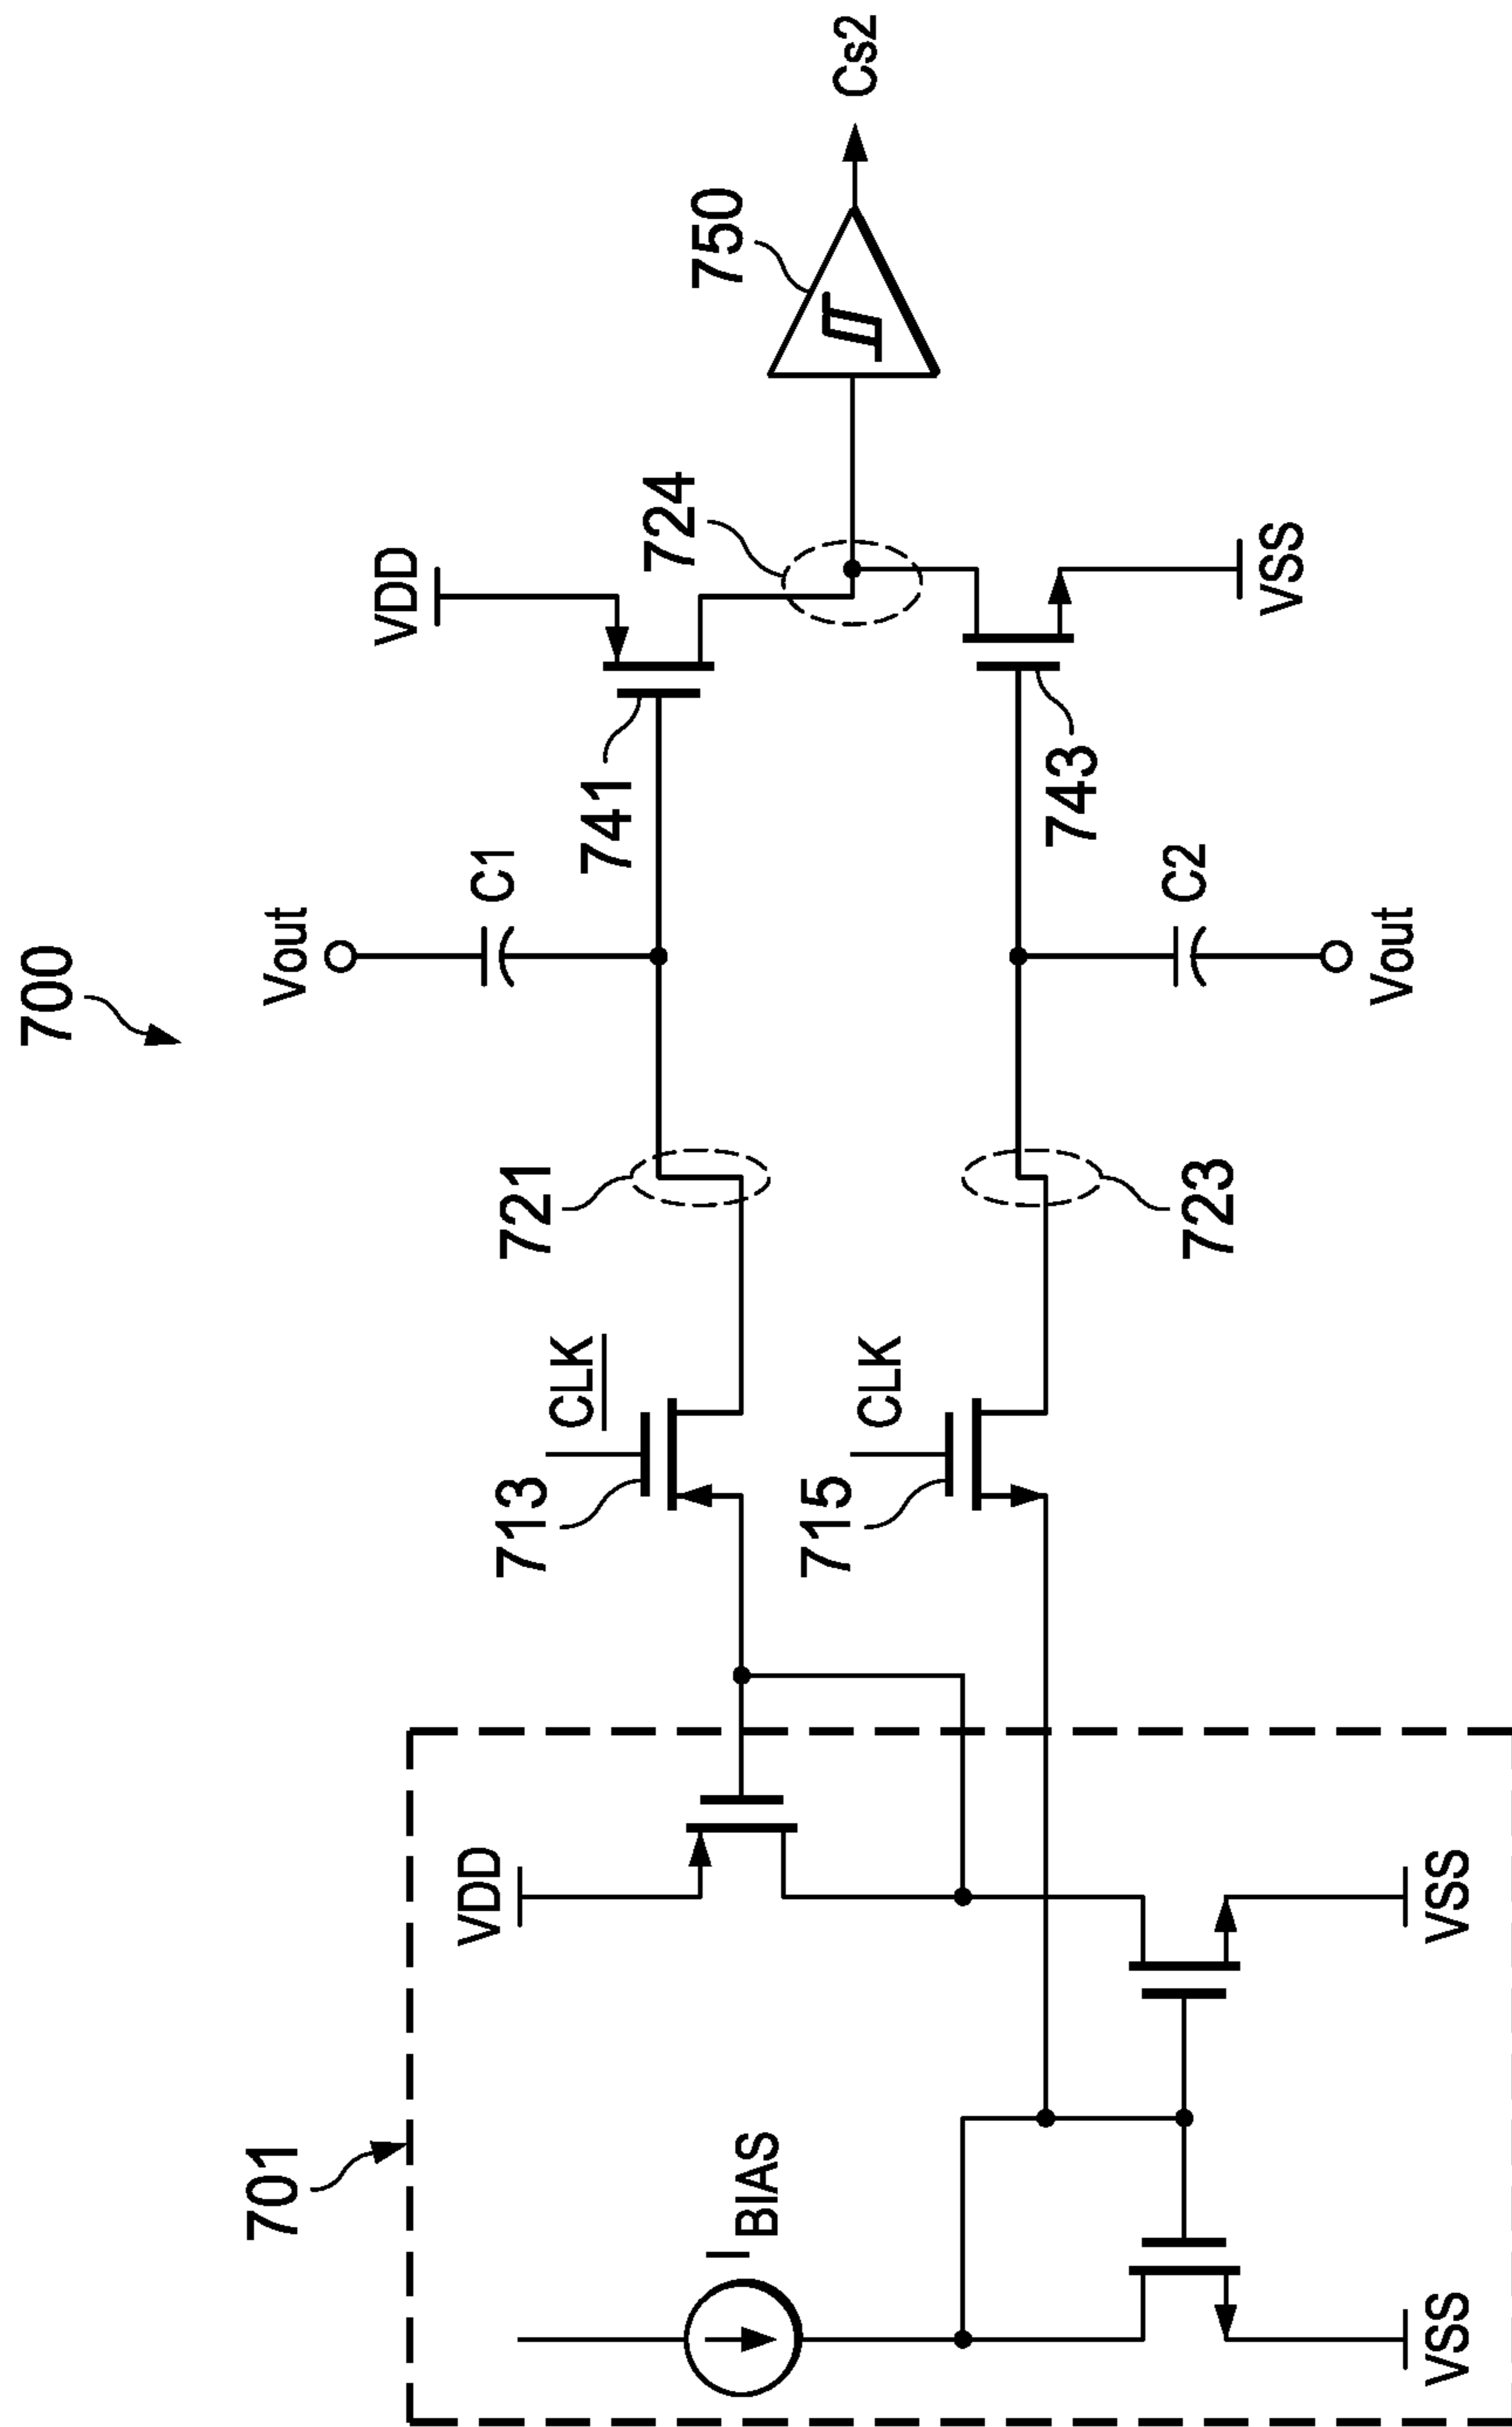 700
Vout
C1
VDD
724
750
Cs2
741
721
CLK
713
VDD
701
I BIAS
715
CLK
723
C2
Vout
743
VSS
VSS
VSS